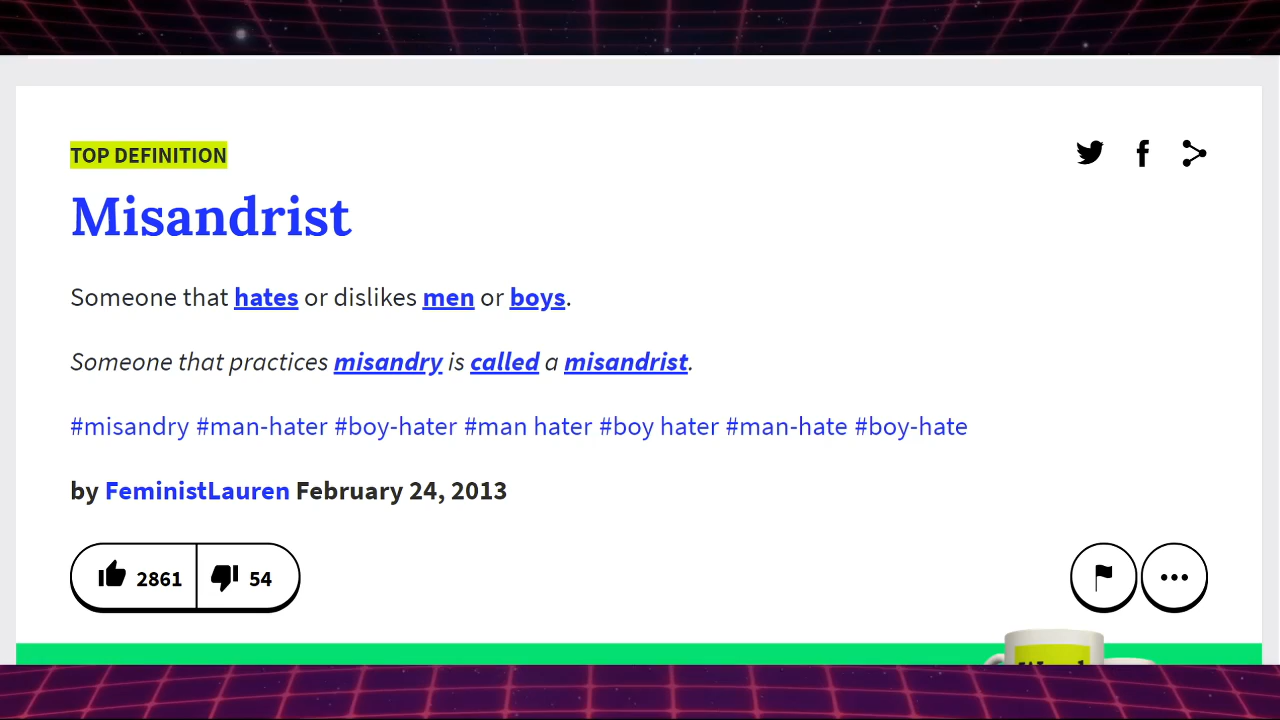 TOP DEFINITION
Misandrist
Someone that hates or dislikes men or boys.
Someone that practices misandry is called a misandrist.
#misandry #man-hater #boy-hater #man hater #boy hater #man-hate #boy-hate
by FeministLauren February 24, 2013
2861 54